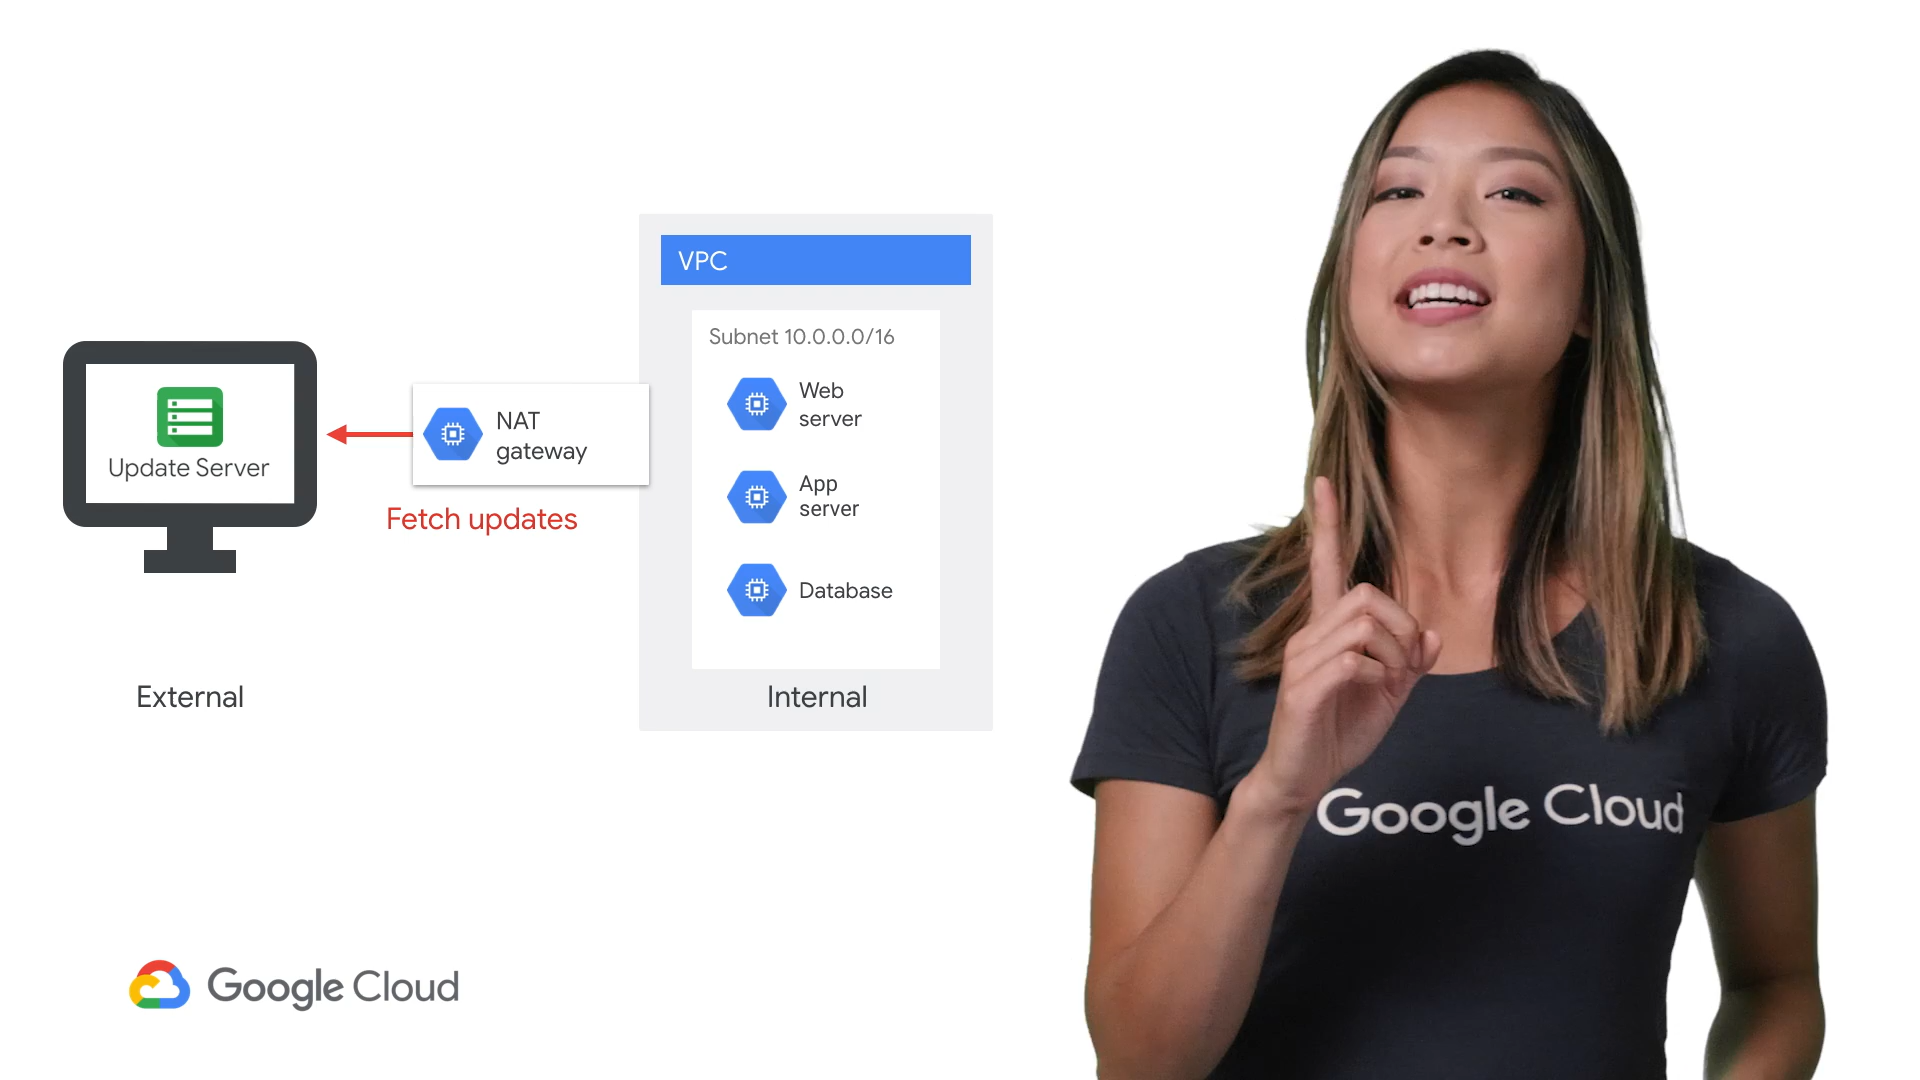 VPC
Subnet 10.0.0.0/16
Web
server
App
server
Database
Internal
NAT
gateway
Fetch updates
Update Server
External
Google Cloud
Google Cloud